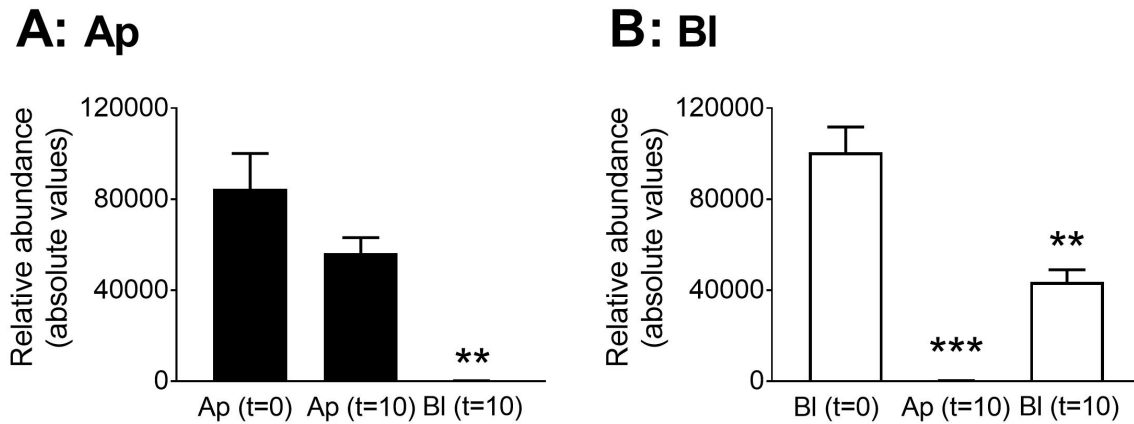 A: Ap
Relative abundance
(absolute values)
120000
80000
40000
0
**
Ap (t=0) Ap (t=10) Bl (t=10)
B: Bl
Relative abundance
(absolute values)
120000
80000
40000
0
***
**
Bl (t=0) Ap (t=10) Bl (t=10)